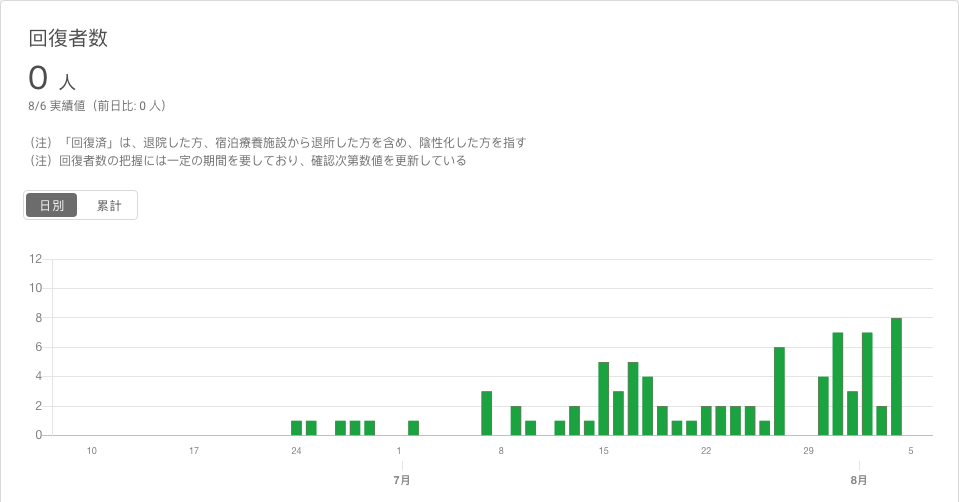 回復者数
0 人
8/6 実績値（前日比: 0 人）
（注）「回復済」は、退院した方、宿泊療養施設から退所した方を含め、陰性化した方を指す
（注）回復者数の把握には一定の期間を要しており、確認次第数値を更新している
日別 累計
12
10
8
6
4
2
0
10 17 24 1 8 15 22 29 5
7月 8月